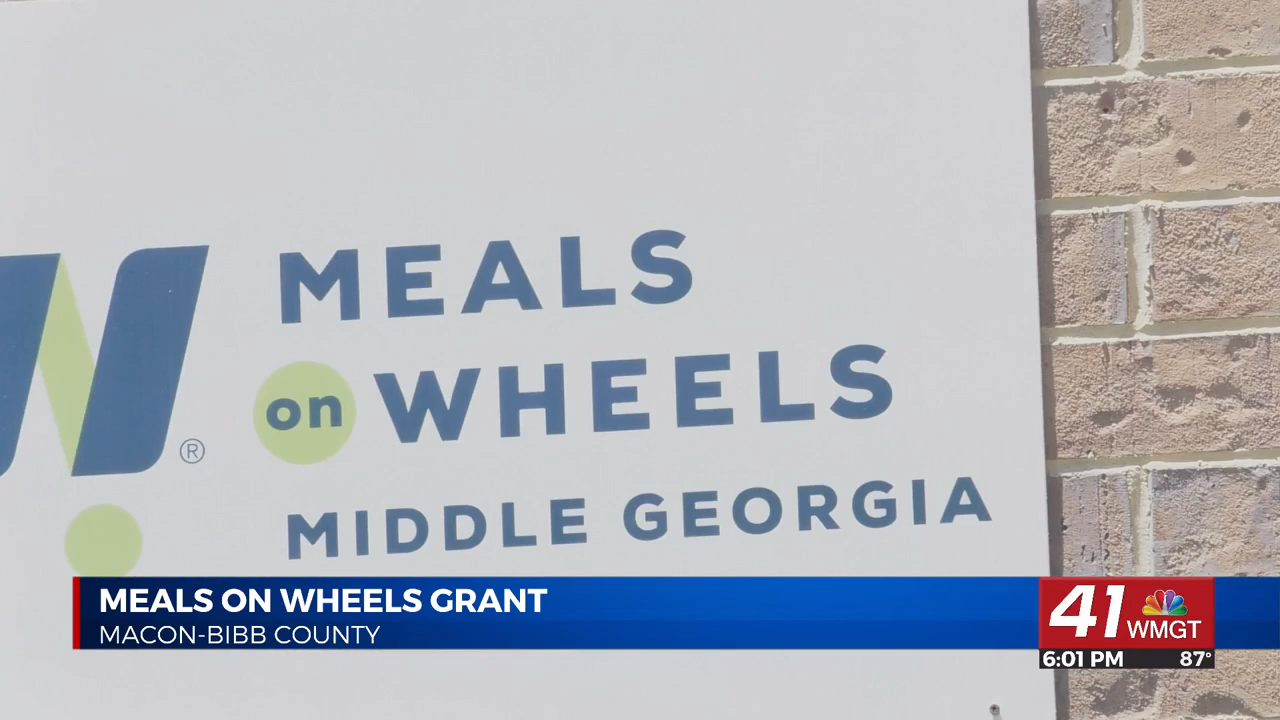 MEALS
on WHEELS
®
MIDDLE GEORGIA
MEALS ON WHEELS GRANT
MACON-BIBB COUNTY
41
WMGT
6:01 PM 87°